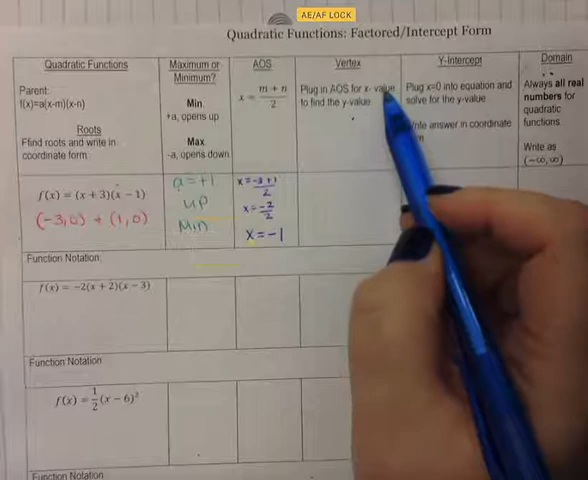 AE/AF LOCK
Quadratic Functions: Factored/Intercept Form
Quadratic Functions
Parent:
f(x)=a(x-m)(x-n)
Roots
Ffind roots and write in
coordinate form
Maximum or
Minimum?
Min
+a, opens up
Max
-a, opens down
AOS
x = m + n
2
Vertex
Plug in AOS for x- value
to find the y-value
Y-Intercept
Plug x=0 into equation and
solve for the y-value
answer in coordinate
Domain
Always all real
numbers for
quadratic
functions
Write as
(-∞,∞)
f(x) = (x + 3)(x − 1)
(-3,0) + (1,0)
a = +1
up
Min
x = -3 + 1
2
x = -2
2
x = -1
Function Notation:
f(x) = −2(x + 2)(x − 3)
Function Notation
f(x) = 1/2 (x − 6)²
Function Notation